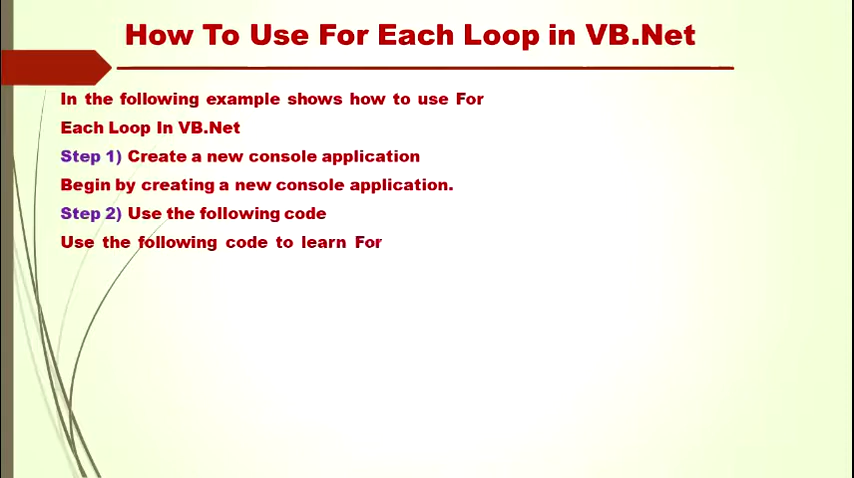 How To Use For Each Loop in VB.Net
In the following example shows how to use For
Each Loop In VB.Net
Step 1) Create a new console application
Begin by creating a new console application.
Step 2) Use the following code
Use the following code to learn For